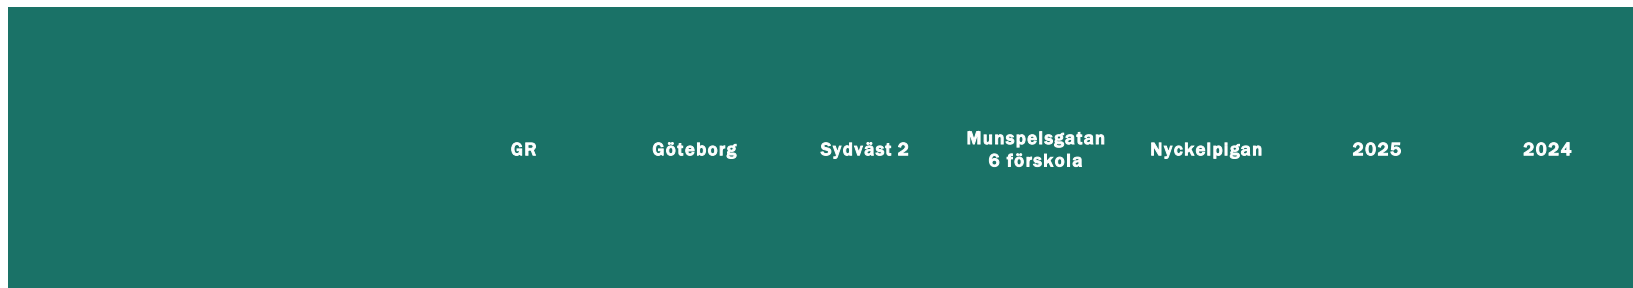 GR
Göteborg
Sydväst 2
Munspelsgatan
6 förskola
Nyckelpigan
2025
2024